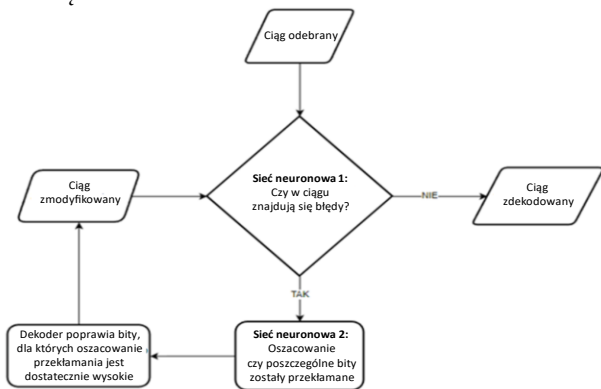 Ciąg odebrany
Sieć neuronowa 1:
Czy w ciągu
znajdują się błędy?
Ciąg
zmodyfikowany
NIE
Ciąg
zdekodowany
TAK
Sieć neuronowa 2:
Oszacowanie
czy poszczególne bity
zostały przekłamane
Dekoder poprawia bity,
dla których oszacowanie
przekłamania jest
dostatecznie wysokie